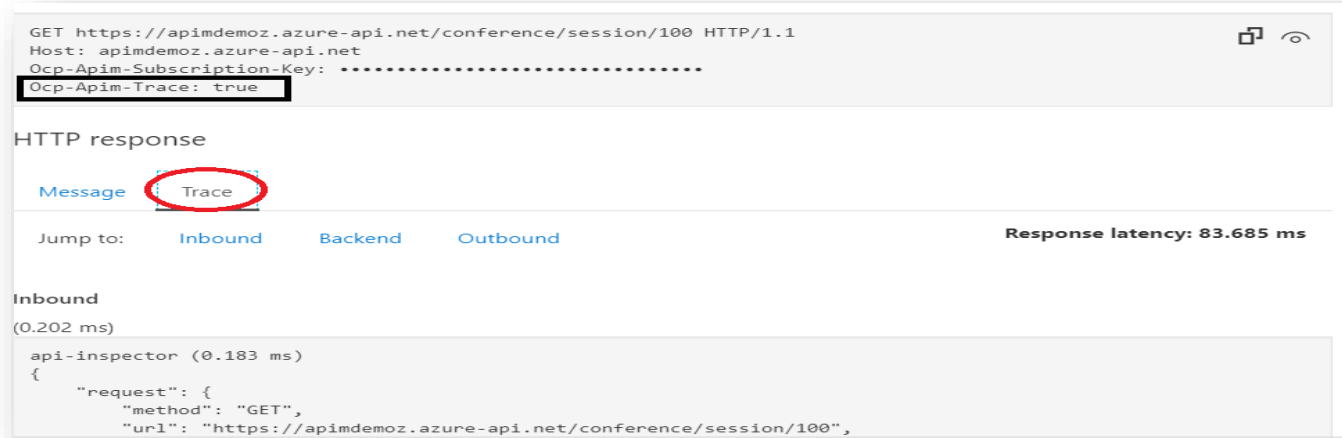 GET https://apimdemoz.azure-api.net/conference/session/100 HTTP/1.1
Host: apimdemoz.azure-api.net
Ocp-Apim-Subscription-Key: ••••••••••••••••••••••••••••••••
Ocp-Apim-Trace: true
HTTP response
Message Trace
Jump to: Inbound Backend Outbound Response latency: 83.685 ms
Inbound
(0.202 ms)
api-inspector (0.183 ms)
{
"request": {
"method": "GET",
"url": "https://apimdemoz.azure-api.net/conference/session/100",